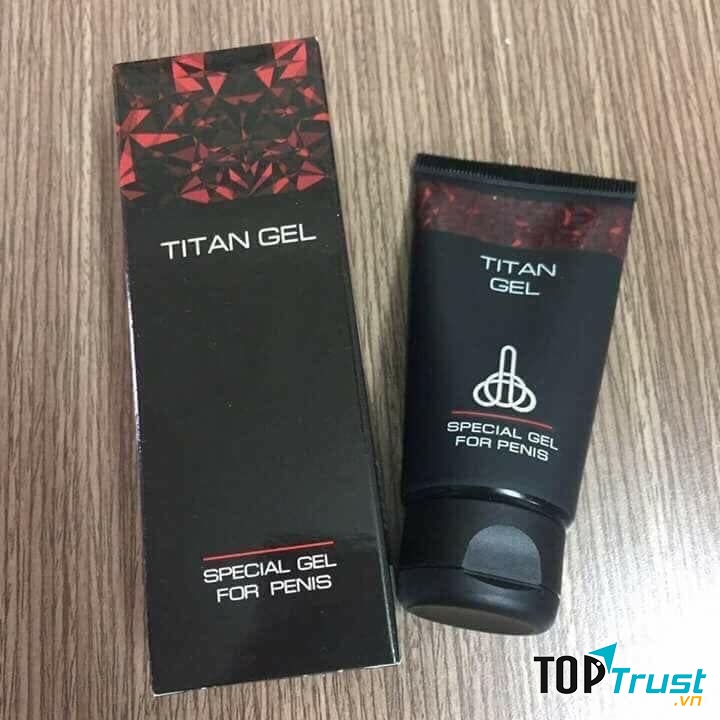 TITAN GEL
SPECIAL GEL
FOR PENIS
TITAN
GEL
SPECIAL GEL
FOR PENIS
TOPTrust
.vn